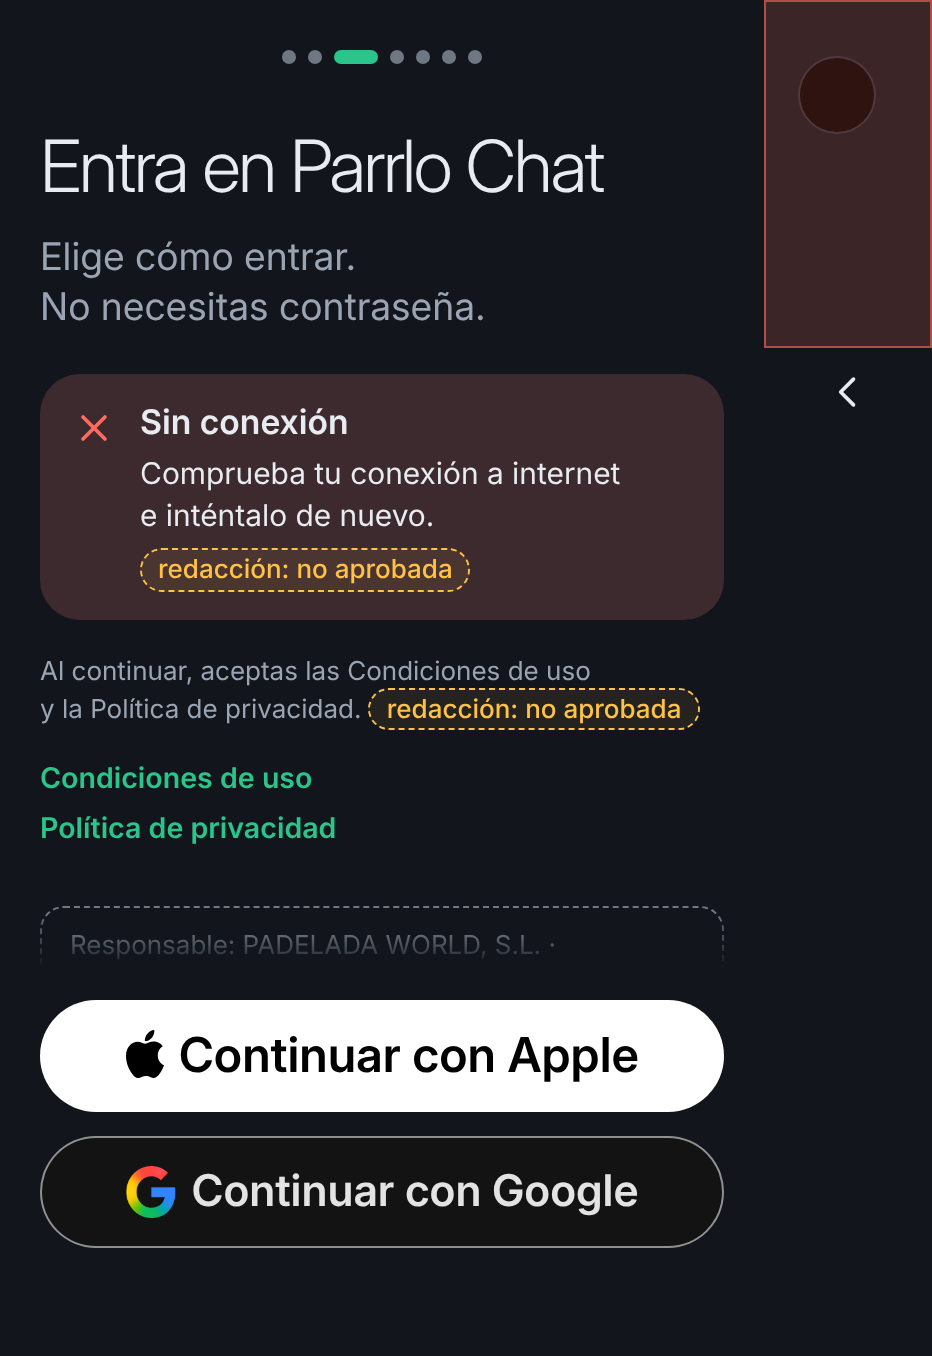 Entra en Parrlo Chat
Elige cómo entrar.
No necesitas contraseña.
Sin conexión
Comprueba tu conexión a internet
e inténtalo de nuevo.
redacción: no aprobada
Al continuar, aceptas las Condiciones de uso
y la Política de privacidad. redacción: no aprobada
Condiciones de uso
Política de privacidad
Responsable: PADELADA WORLD, S.L. ·
Continuar con Apple
Continuar con Google